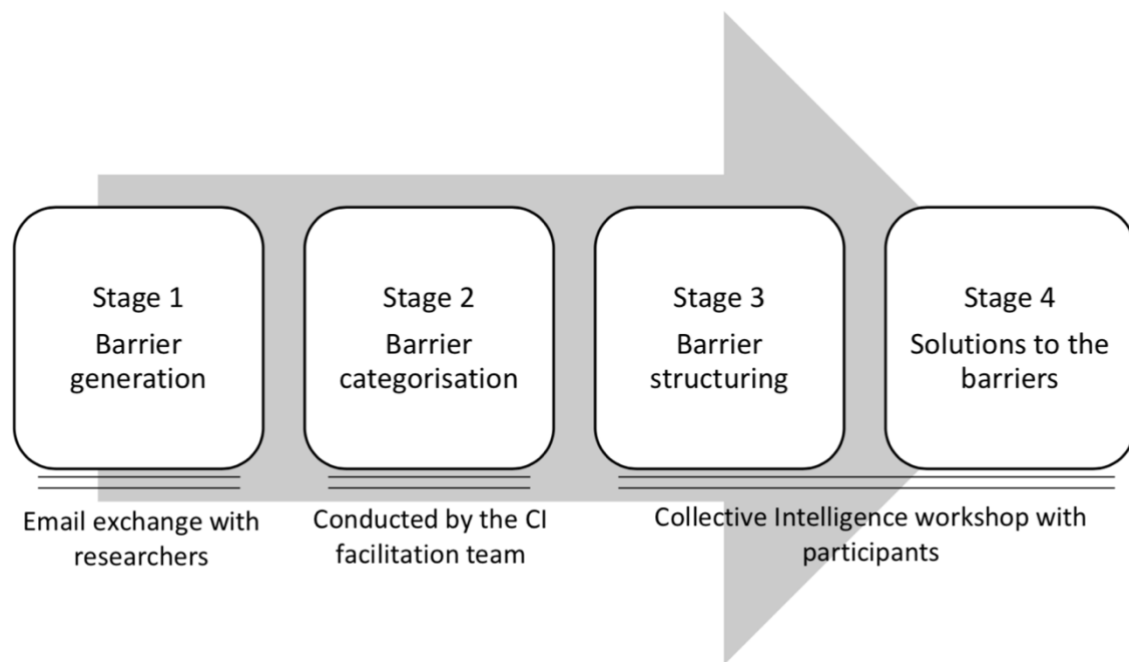 Stage 1
Barrier
generation
Stage 2
Barrier
categorisation
Stage 3
Barrier
structuring
Stage 4
Solutions to the
barriers
Email exchange with
researchers
Conducted by the CI
facilitation team
Collective Intelligence workshop with
participants